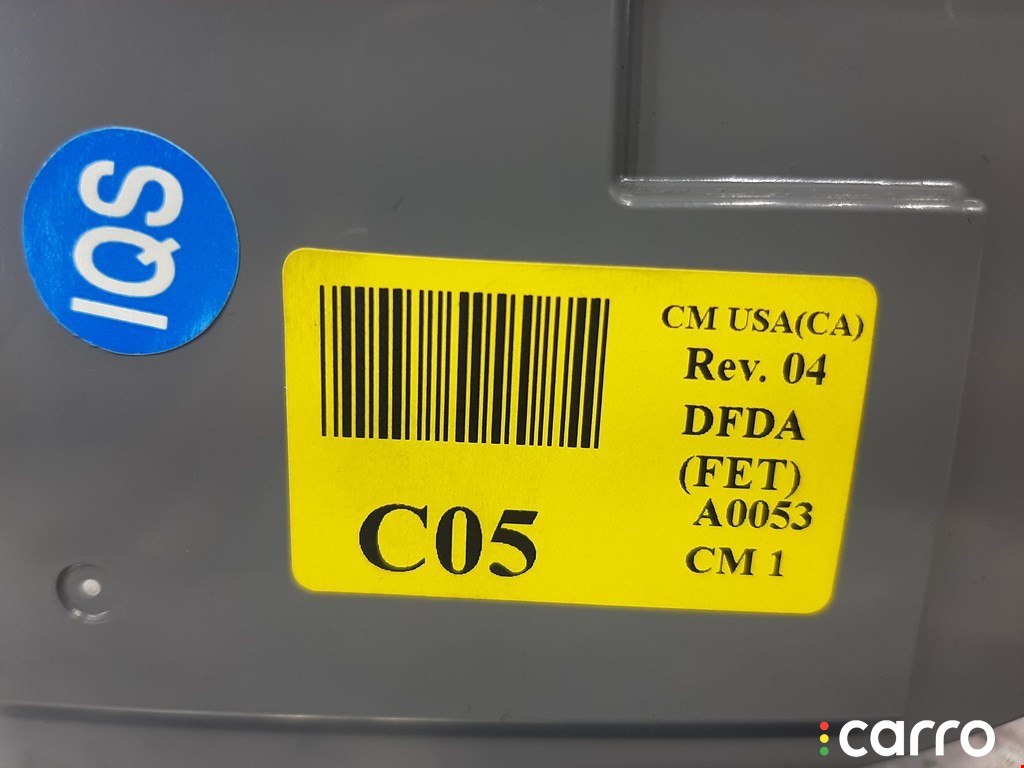 IQS
CM USA(CA)
Rev. 04
DFDA
(FET)
A0053
CM 1
C05
carro